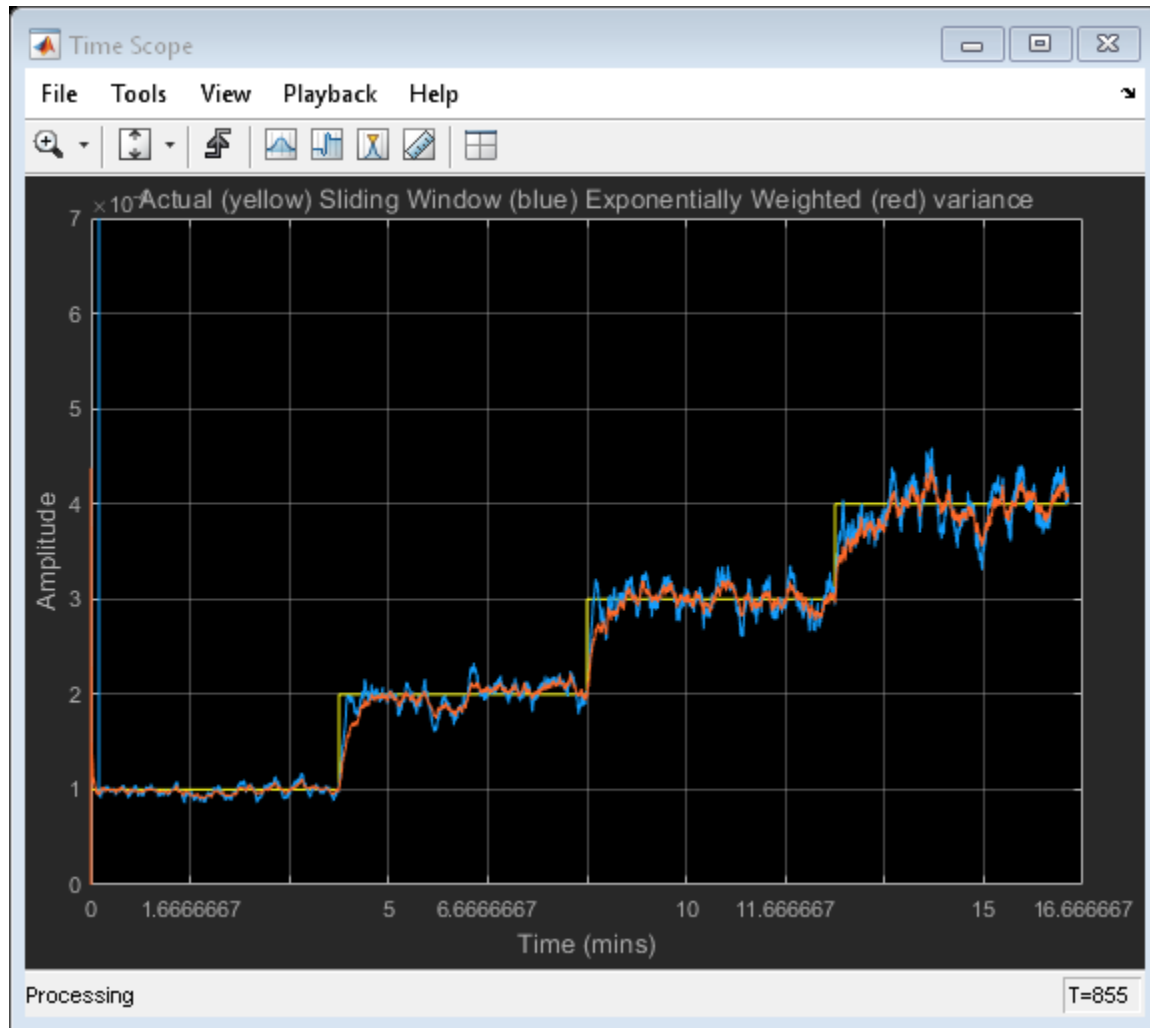 Time Scope
File Tools View Playback Help
×10 Actual (yellow) Sliding Window (blue) Exponentially Weighted (red) variance
7
6
5
4
3
2
1
0
Amplitude
0 1.6666667 5 6.6666667 10 11.666667 15 16.666667
Time (mins)
Processing T=855